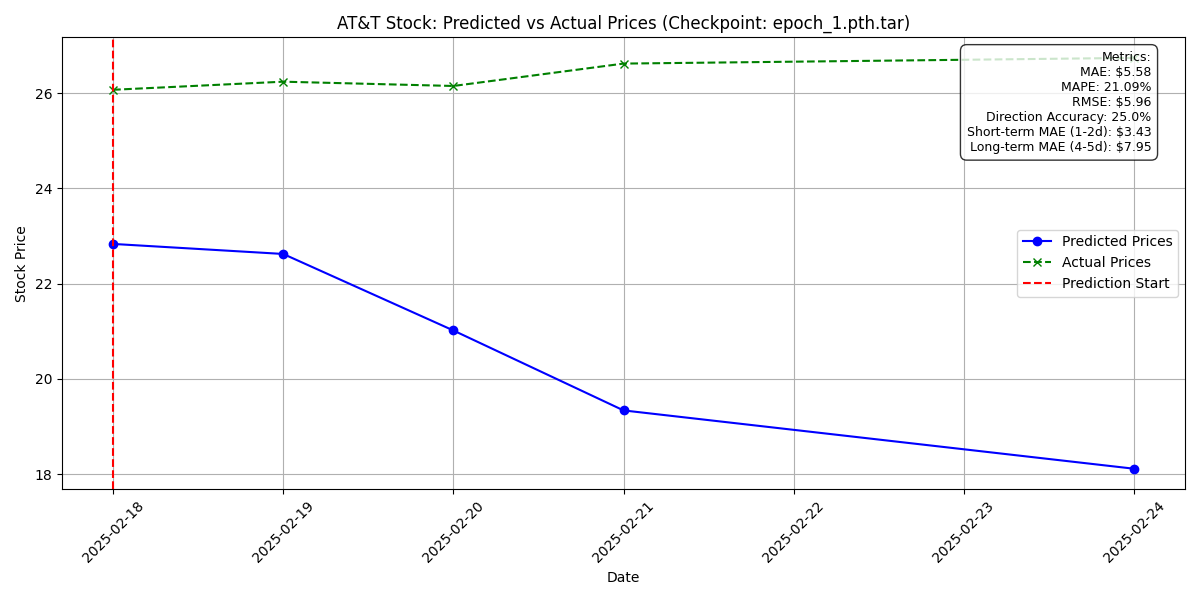 AT&T Stock: Predicted vs Actual Prices (Checkpoint: epoch_1.pth.tar)
Metrics:
MAE: $5.58
MAPE: 21.09%
RMSE: $5.96
Direction Accuracy: 25.0%
Short-term MAE (1-2d): $3.43
Long-term MAE (4-5d): $7.95
Predicted Prices
Actual Prices
Prediction Start
Stock Price
26
24
22
20
18
2025-02-18
2025-02-19
2025-02-20
2025-02-21
2025-02-22
2025-02-23
2025-02-24
Date